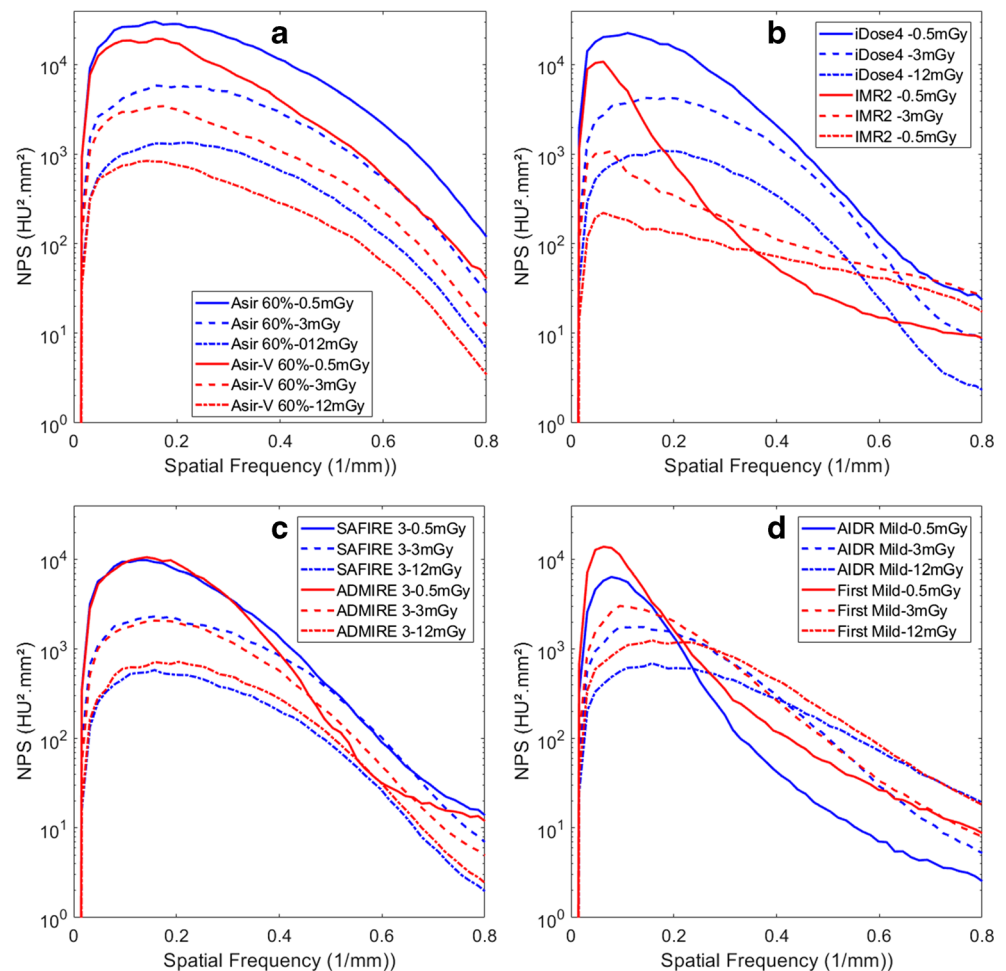 a
NPS (HU².mm²)
10⁴
10³
10²
10¹
10⁰
Asir 60%-0.5mGy
Asir 60%-3mGy
Asir 60%-012mGy
Asir-V 60%-0.5mGy
Asir-V 60%-3mGy
Asir-V 60%-12mGy
0 0.2 0.4 0.6 0.8
Spatial Frequency (1/mm))
b
NPS (HU².mm²)
10⁴
10³
10²
10¹
10⁰
iDose4 -0.5mGy
iDose4 -3mGy
iDose4 -12mGy
IMR2 -0.5mGy
IMR2 -3mGy
IMR2 -0.5mGy
0 0.2 0.4 0.6 0.8
Spatial Frequency (1/mm)
c
NPS (HU².mm²)
10⁴
10³
10²
10¹
10⁰
SAFIRE 3-0.5mGy
SAFIRE 3-3mGy
SAFIRE 3-12mGy
ADMIRE 3-0.5mGy
ADMIRE 3-3mGy
ADMIRE 3-12mGy
0 0.2 0.4 0.6 0.8
Spatial Frequency (1/mm))
d
NPS (HU².mm²)
10⁴
10³
10²
10¹
10⁰
AIDR Mild-0.5mGy
AIDR Mild-3mGy
AIDR Mild-12mGy
First Mild-0.5mGy
First Mild-3mGy
First Mild-12mGy
0 0.2 0.4 0.6 0.8
Spatial Frequency (1/mm))